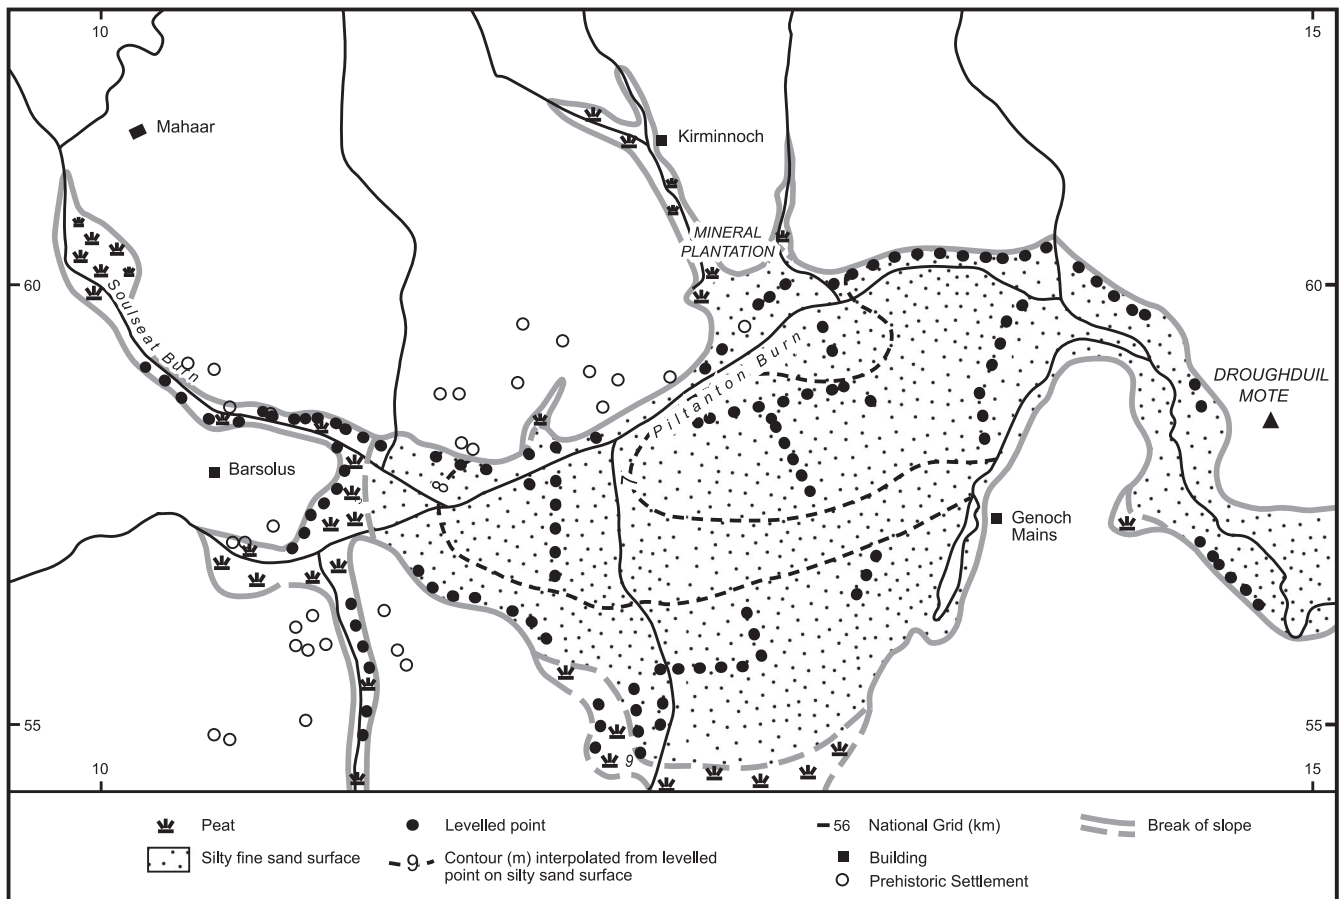 10
15
Mahaar
Kirminnoch
MINERAL
PLANTATION
60
60
Soulseat Burn
Piltanton Burn
DROUGHDUIL
MOTE
Barsolus
7
8
Genoch
Mains
55
9
55
10
15
Peat
Levelled point
56 National Grid (km)
Break of slope
Silty fine sand surface
9 Contour (m) interpolated from levelled
point on silty sand surface
Building
Prehistoric Settlement